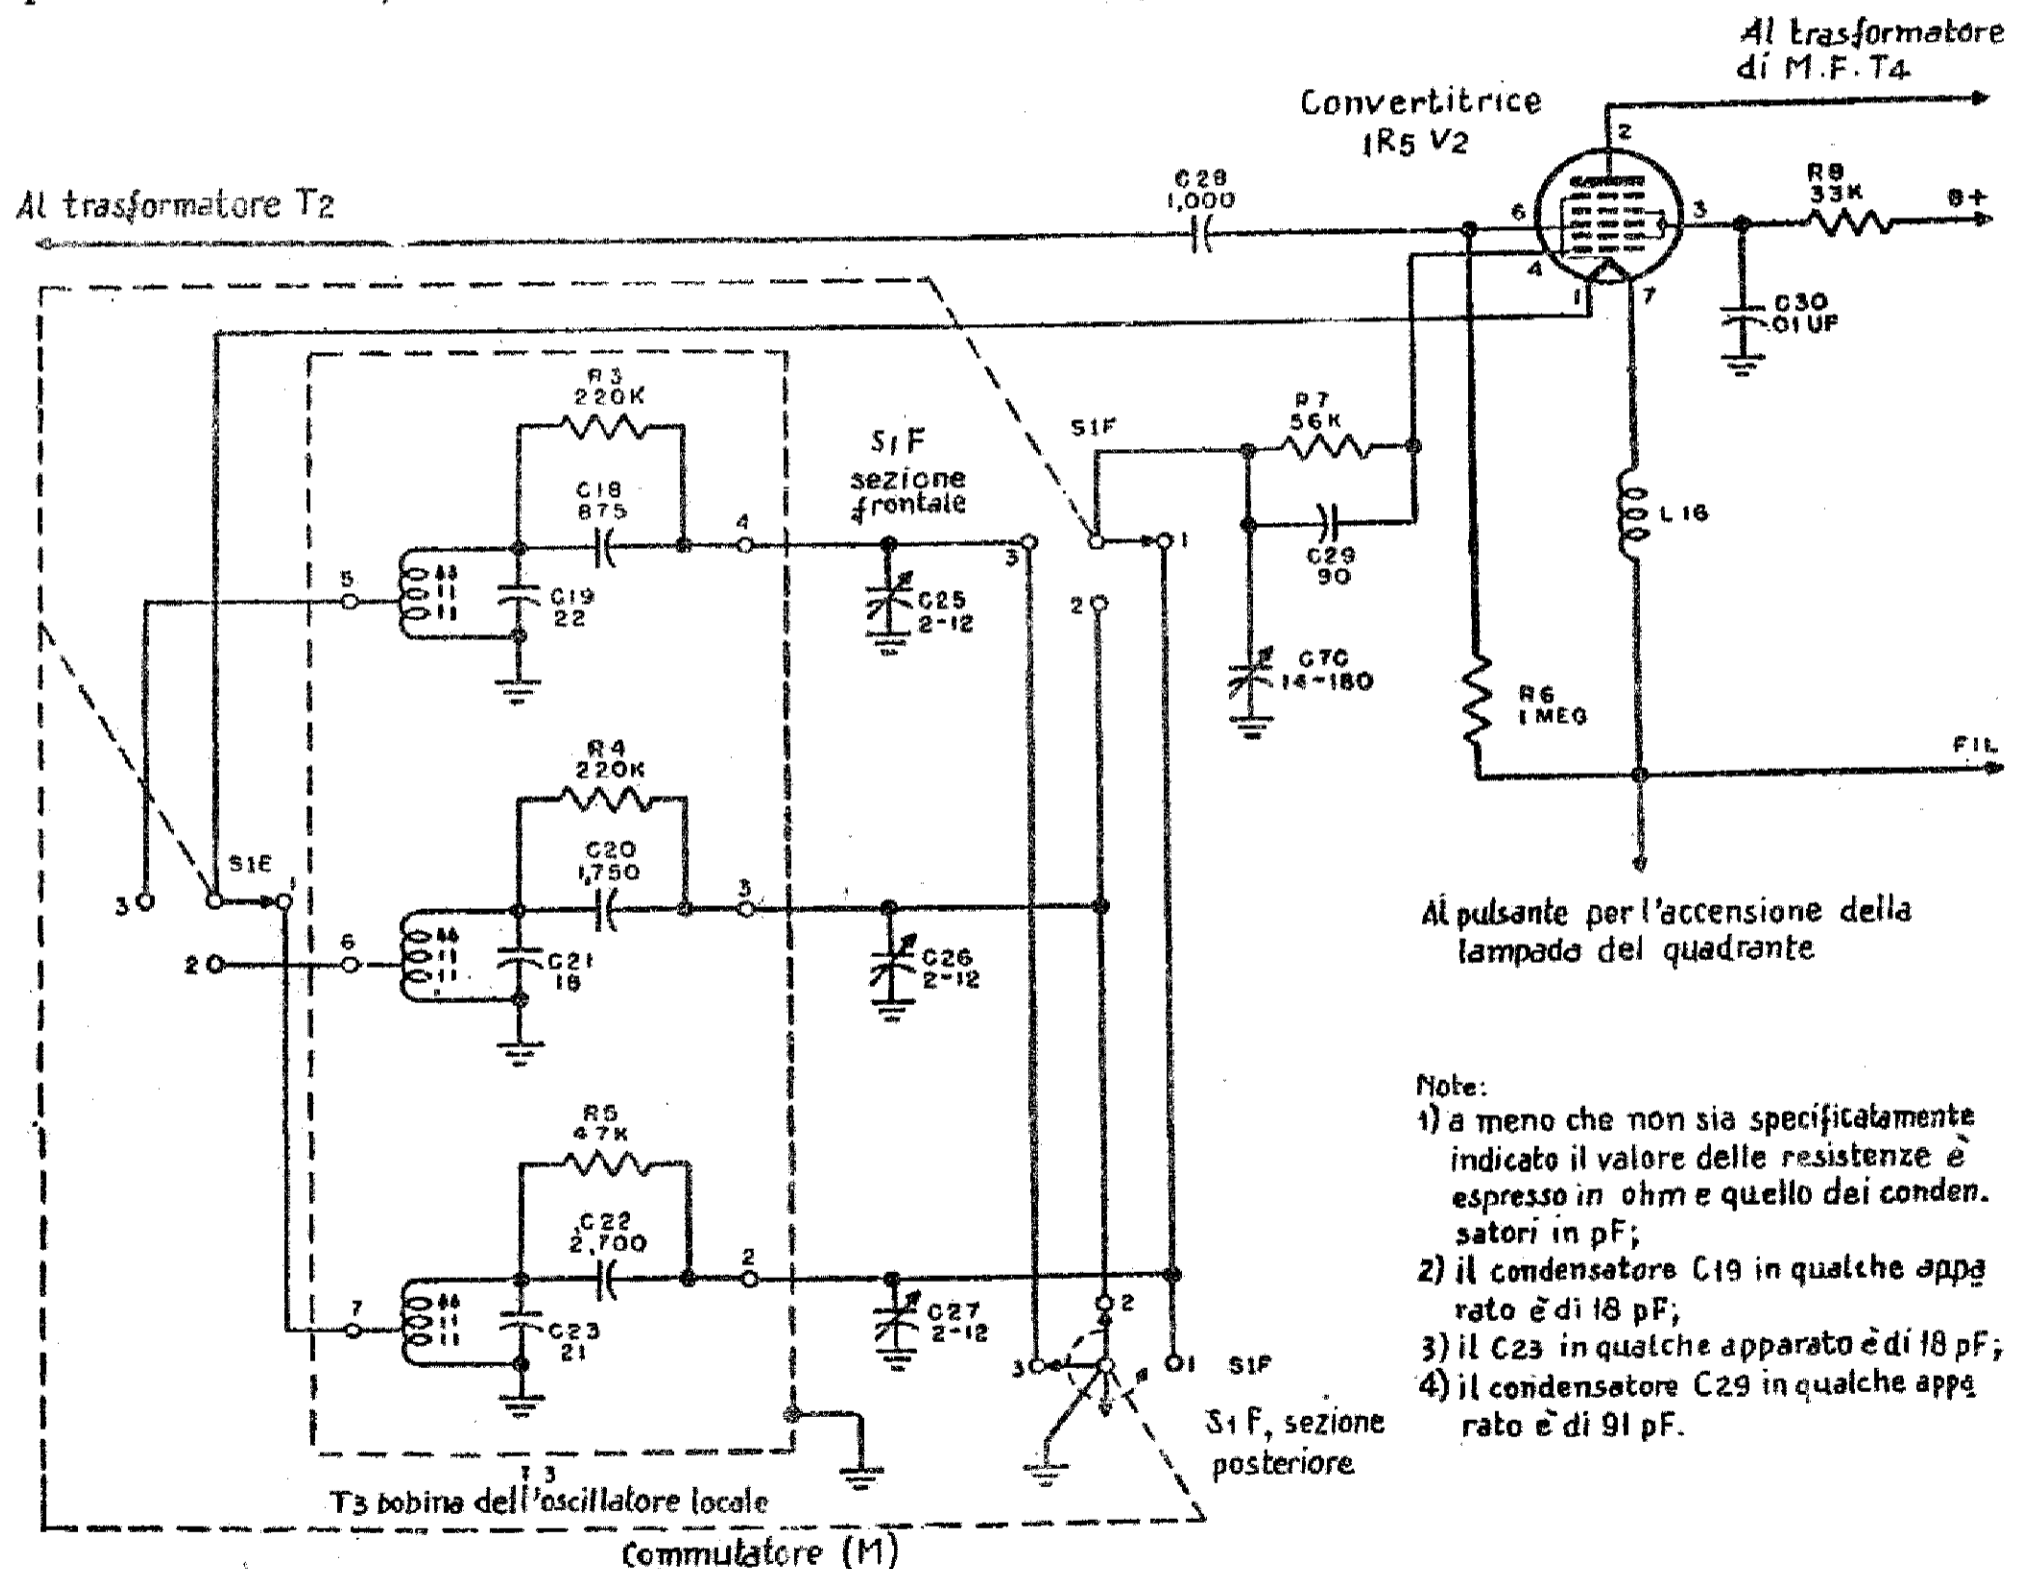 Al trasformatore
di M.F. T4
Convertitrice
1R5 V2
Al trasformatore T2
C28
1,000
2
6
3
4
1
7
R8
33K
B+
C30
.01 UF
R3
220K
C18
875
4
5
C19
22
S1F
sezione
frontale
C25
2-12
S1F
3
1
2
R7
56K
C29
90
C7C
14-180
L16
R6
1 MEG
FIL
Al pulsante per l'accensione della
lampada del quadrante
R4
220K
C20
1,750
3
6
C21
18
C26
2-12
S1E
3
1
2
R5
47K
C22
2,700
2
7
C23
21
C27
2-12
2
3
1
S1F
S1F, sezione
posteriore
T3
T3 bobina dell'oscillatore locale
Commutatore (M)
Note:
1) a meno che non sia specificatamente
indicato il valore delle resistenze è
espresso in ohm e quello dei conden.
satori in pF;
2) il condensatore C19 in qualche appa
rato è di 18 pF;
3) il C23 in qualche apparato è di 18 pF;
4) il condensatore C29 in qualche appa
rato è di 91 pF.